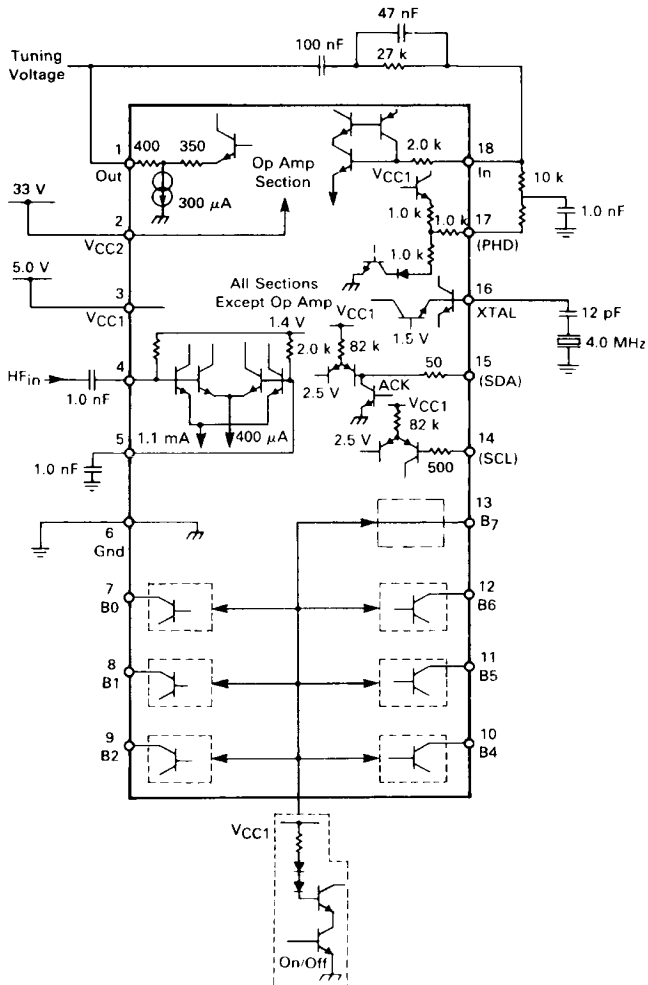 47 nF
100 nF
27 k
Tuning
Voltage
1
Out
400
350
300 μA
Op Amp
Section
2.0 k
18
In
VCC1
10 k
1.0 k
1.0 k
17
(PHD)
1.0 nF
1.0 k
33 V
2
VCC2
5.0 V
3
VCC1
All Sections
Except Op Amp
16
XTAL
1.5 V
12 pF
4.0 MHz
1.4 V
2.0 k
VCC1
82 k
4
HFin
1.0 nF
2.5 V
ACK
50
15
(SDA)
1.1 mA
400 μA
VCC1
82 k
2.5 V
500
14
(SCL)
5
1.0 nF
6
Gnd
13
B7
7
B0
12
B6
8
B1
11
B5
9
B2
10
B4
VCC1
On/Off